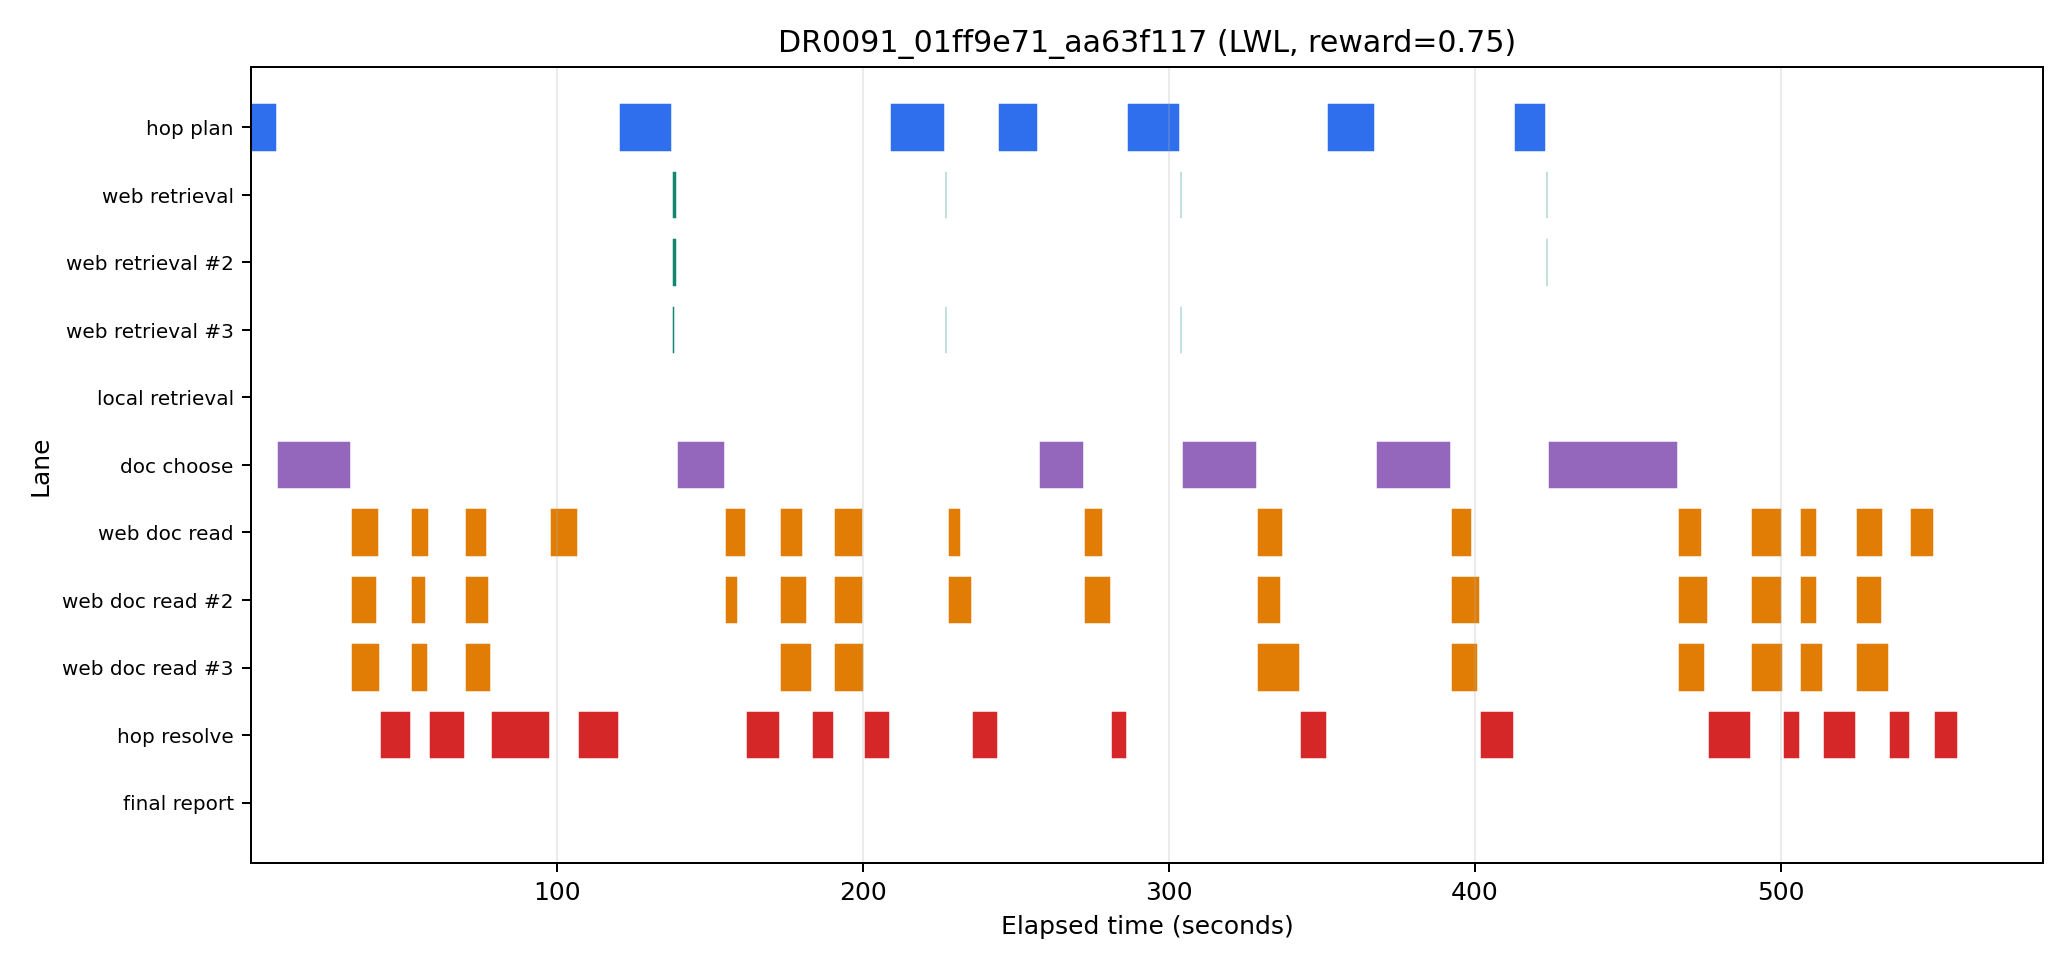 DR0091_01ff9e71_aa63f117 (LWL, reward=0.75)
Lane
hop plan
web retrieval
web retrieval #2
web retrieval #3
local retrieval
doc choose
web doc read
web doc read #2
web doc read #3
hop resolve
final report
100 200 300 400 500
Elapsed time (seconds)